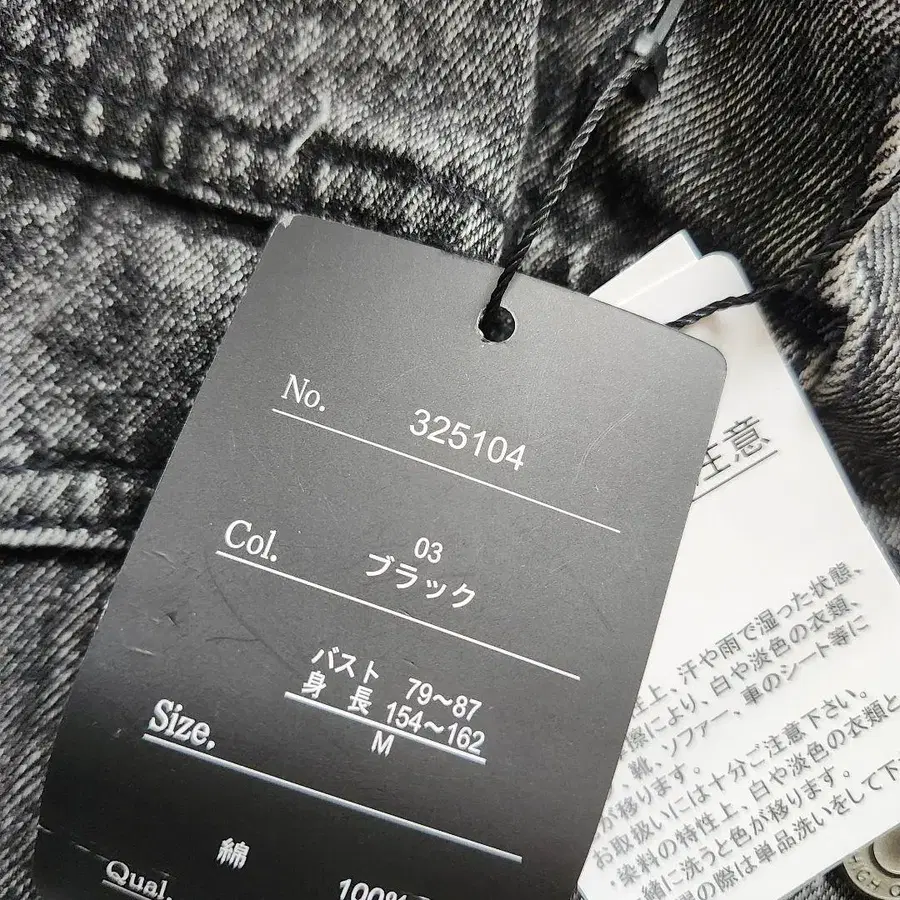 No. 325104
Col. 03
ブラック
バスト 79～87
身長 154～162
M
Size.
綿
Qual. 100%
注意
性上、汗や雨で湿った状態、
擦により、白や淡色の衣類、
、靴、ソファー、車のシート等に
が移ります。
お取扱いには十分ご注意下さい。
・染料の特性上、白や淡色の衣類と
一緒に洗うと色が移ります。
の際は単品洗いをして下